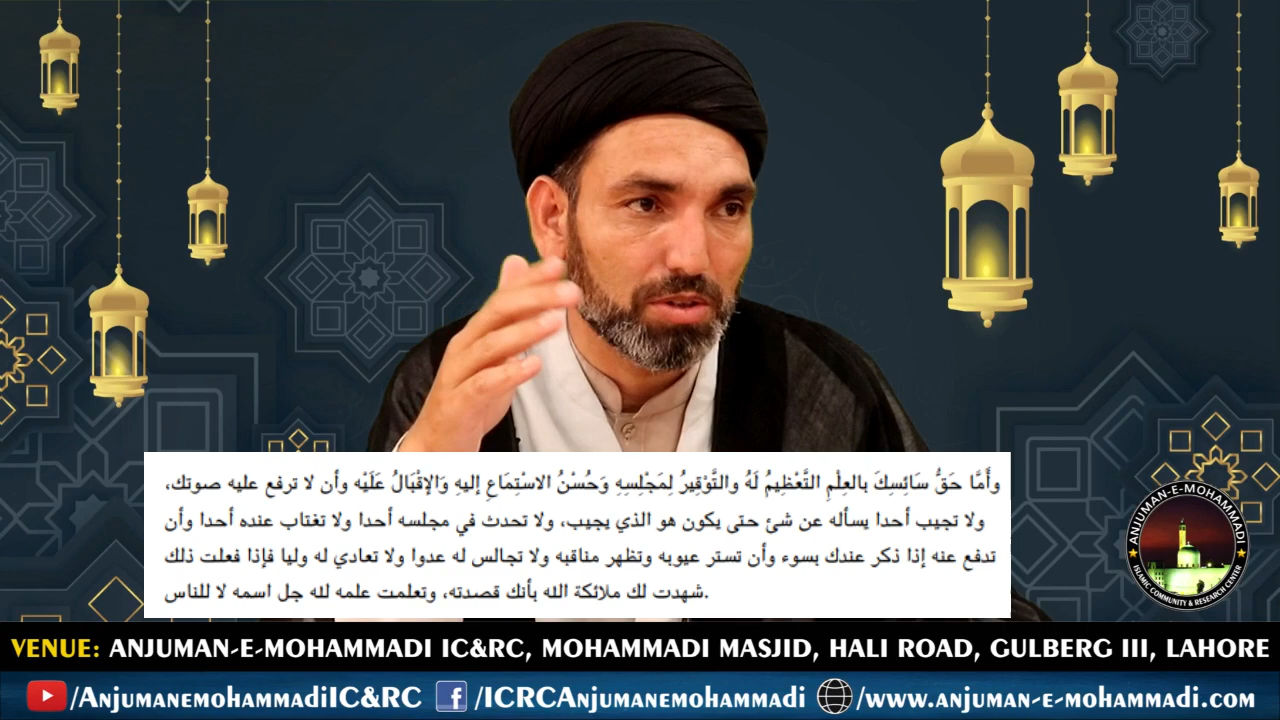 وأَمَّا حَقُّ سَائِسِكَ بالعِلْمِ التَّعْظِيمُ لَهُ والتَّوْقِيرُ لِمَجْلِسِهِ وَحُسْنُ الاسْتِمَاعِ إليهِ وَالإقْبَالُ عَلَيْه وأن لا ترفع عليه صوتك،
ولا تجيب أحدا يسأله عن شئ حتى يكون هو الذي يجيب، ولا تحدث في مجلسه أحدا ولا تغتاب عنده أحدا وأن
تدفع عنه إذا ذكر عندك بسوء وأن تستر عيوبه وتظهر مناقبه ولا تجالس له عدوا ولا تعادي له وليا فإذا فعلت ذلك
شهدت لك ملائكة الله بأنك قصدته، وتعلمت علمه لله جل اسمه لا للناس.
ANJUMAN-E-MOHAMMADI
ISLAMIC COMMUNITY & RESEARCH CENTER
VENUE: ANJUMAN-E-MOHAMMADI IC&RC, MOHAMMADI MASJID, HALI ROAD, GULBERG III, LAHORE
/AnjumanemohammadiIC&RC /ICRCAnjumanemohammadi /www.anjuman-e-mohammadi.com